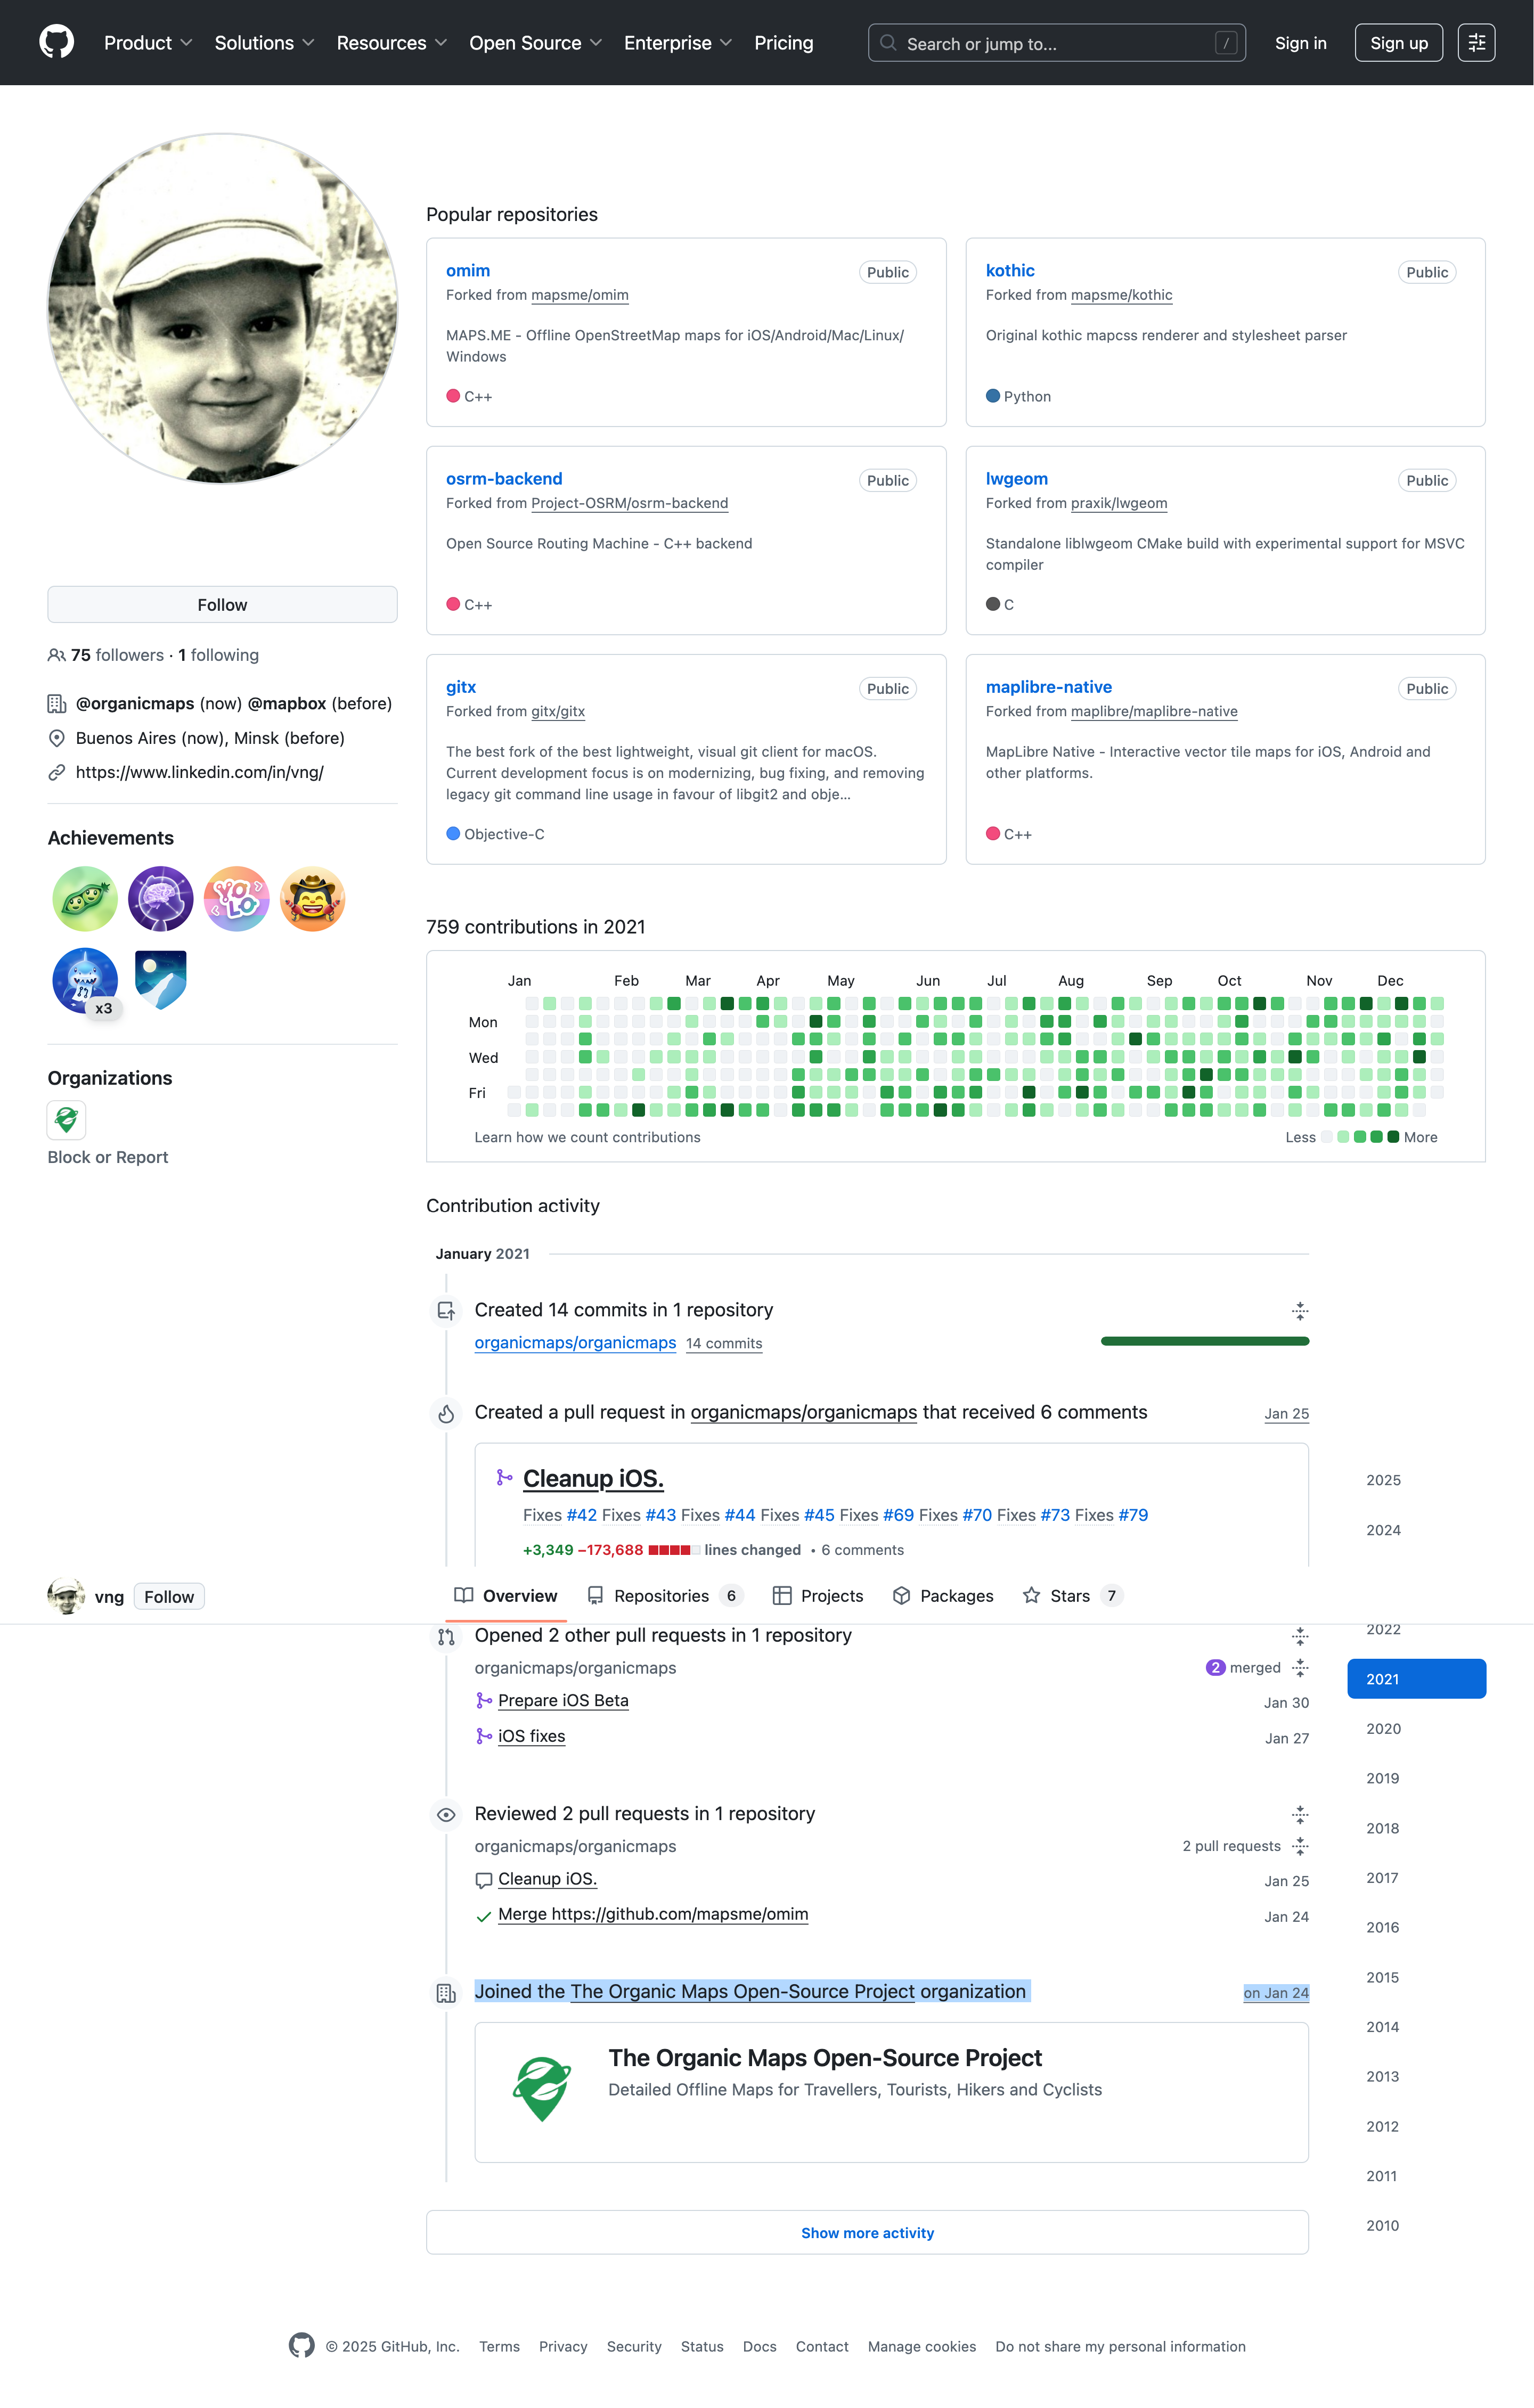 Product Solutions Resources Open Source Enterprise Pricing Search or jump to... / Sign in Sign up
Follow
75 followers · 1 following
@organicmaps (now) @mapbox (before)
Buenos Aires (now), Minsk (before)
https://www.linkedin.com/in/vng/
Achievements
YOLO
x3
Organizations
Block or Report
Popular repositories
omim Public
Forked from mapsme/omim
MAPS.ME - Offline OpenStreetMap maps for iOS/Android/Mac/Linux/
Windows
C++
kothic Public
Forked from mapsme/kothic
Original kothic mapcss renderer and stylesheet parser
Python
osrm-backend Public
Forked from Project-OSRM/osrm-backend
Open Source Routing Machine - C++ backend
C++
lwgeom Public
Forked from praxik/lwgeom
Standalone liblwgeom CMake build with experimental support for MSVC
compiler
C
gitx Public
Forked from gitx/gitx
The best fork of the best lightweight, visual git client for macOS.
Current development focus is on modernizing, bug fixing, and removing
legacy git command line usage in favour of libgit2 and obje...
Objective-C
maplibre-native Public
Forked from maplibre/maplibre-native
MapLibre Native - Interactive vector tile maps for iOS, Android and
other platforms.
C++
759 contributions in 2021
Jan Feb Mar Apr May Jun Jul Aug Sep Oct Nov Dec
Mon
Wed
Fri
Learn how we count contributions Less More
Contribution activity
January 2021
Created 14 commits in 1 repository
organicmaps/organicmaps 14 commits
Created a pull request in organicmaps/organicmaps that received 6 comments Jan 25
Cleanup iOS.
Fixes #42 Fixes #43 Fixes #44 Fixes #45 Fixes #69 Fixes #70 Fixes #73 Fixes #79
+3,349 −173,688 lines changed • 6 comments
vng Follow Overview Repositories 6 Projects Packages Stars 7
Opened 2 other pull requests in 1 repository
organicmaps/organicmaps 2 merged
Prepare iOS Beta Jan 30
iOS fixes Jan 27
Reviewed 2 pull requests in 1 repository
organicmaps/organicmaps 2 pull requests
Cleanup iOS. Jan 25
Merge https://github.com/mapsme/omim Jan 24
Joined the The Organic Maps Open-Source Project organization on Jan 24
The Organic Maps Open-Source Project
Detailed Offline Maps for Travellers, Tourists, Hikers and Cyclists
Show more activity
2025
2024
2022
2021
2020
2019
2018
2017
2016
2015
2014
2013
2012
2011
2010
© 2025 GitHub, Inc. Terms Privacy Security Status Docs Contact Manage cookies Do not share my personal information